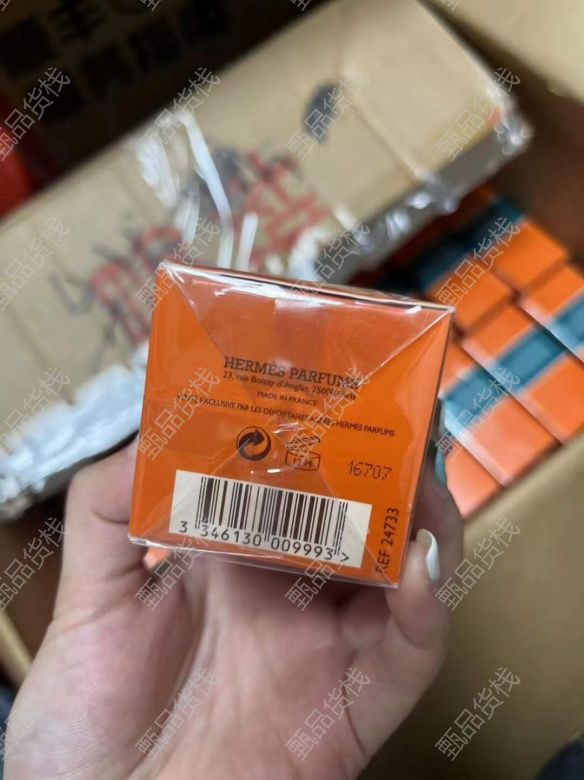 HERMÈS PARFUMS
23, rue Boissy d'Anglas, 75008 Paris
MADE IN FRANCE
VENTE EXCLUSIVE PAR LES DÉPOSITAIRES AGRÉÉS HERMÈS PARFUMS
16707
3 346130 009993 >
REF 24733
甄品货栈